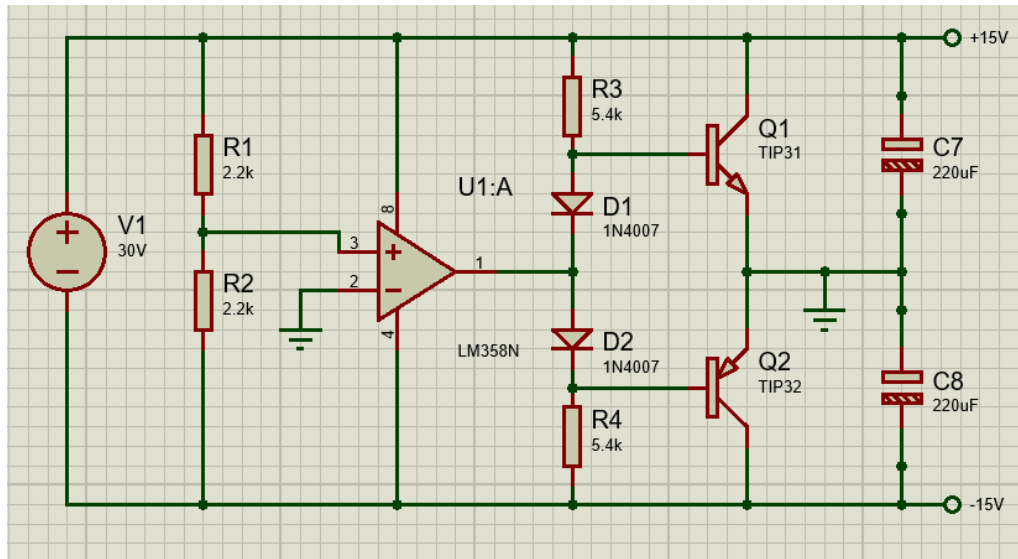 +15V
R3
5.4k
Q1
TIP31
R1
2.2k
C7
220uF
8
U1:A
D1
1N4007
V1
30V
3
1
2
R2
2.2k
4
LM358N
D2
1N4007
Q2
TIP32
C8
220uF
R4
5.4k
-15V